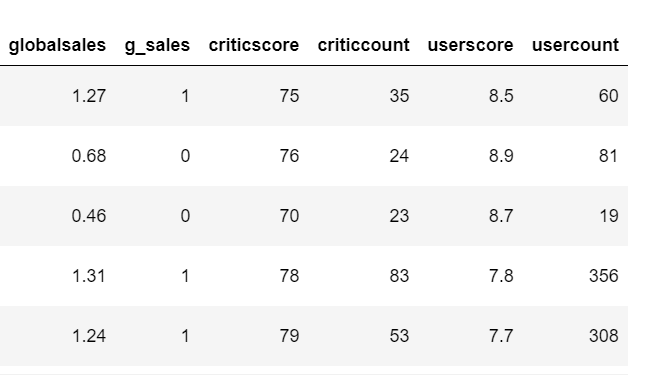 globalsales g_sales criticscore criticcount userscore usercount
1.27 1 75 35 8.5 60
0.68 0 76 24 8.9 81
0.46 0 70 23 8.7 19
1.31 1 78 83 7.8 356
1.24 1 79 53 7.7 308